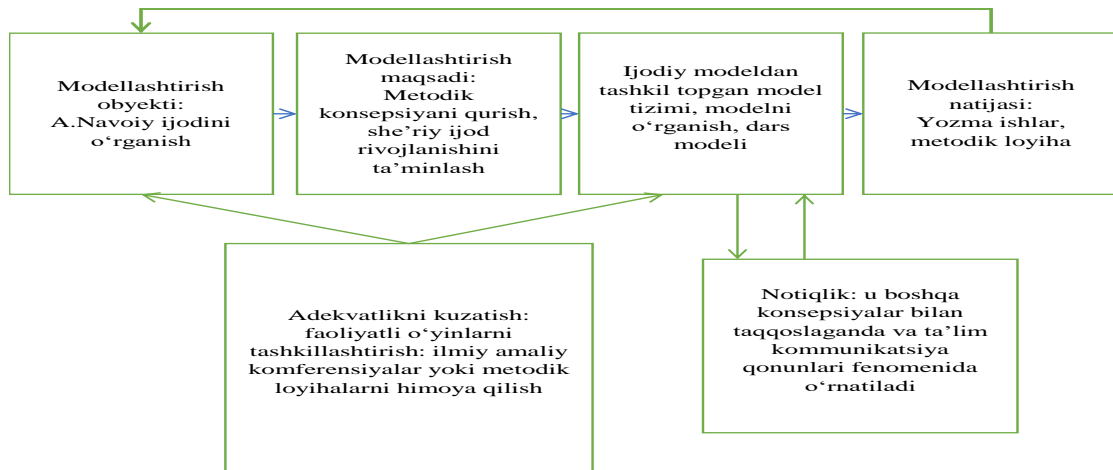 Modellashtirish
obyekti:
A.Navoiy ijodini
o‘rganish
Modellashtirish
maqsadi:
Metodik
konsepsiyani qurish,
she’riy ijod
rivojlanishini
ta’minlash
Ijodiy modeldan
tashkil topgan model
tizimi, modelni
o‘rganish, dars
modeli
Modellashtirish
natijasi:
Yozma ishlar,
metodik loyiha
Adekvatlikni kuzatish:
faoliyatli o‘yinlarni
tashkillashtirish: ilmiy amaliy
komferensiyalar yoki metodik
loyihalarni himoya qilish
Notiqlik: u boshqa
konsepsiyalar bilan
taqqoslaganda va ta’lim
kommunikatsiya
qonunlari fenomenida
o‘rnatiladi